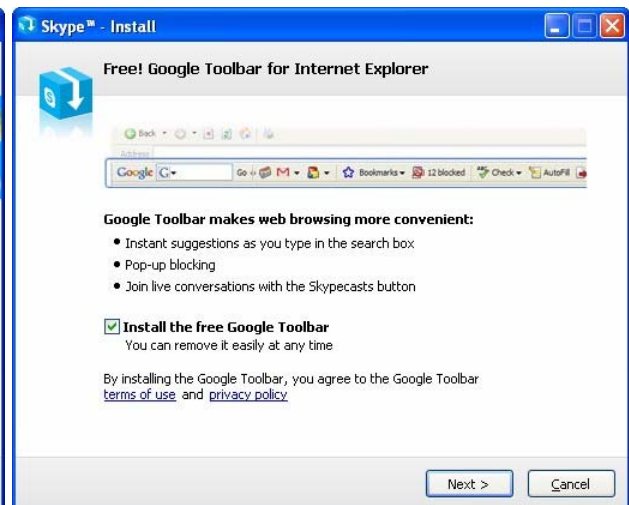 Skype™ - Install
Free! Google Toolbar for Internet Explorer
Back
Address
Google G Go Bookmarks 12 blocked Check AutoFill
Google Toolbar makes web browsing more convenient:
• Instant suggestions as you type in the search box
• Pop-up blocking
• Join live conversations with the Skypecasts button
Install the free Google Toolbar
You can remove it easily at any time
By installing the Google Toolbar, you agree to the Google Toolbar
terms of use and privacy policy
Next > Cancel